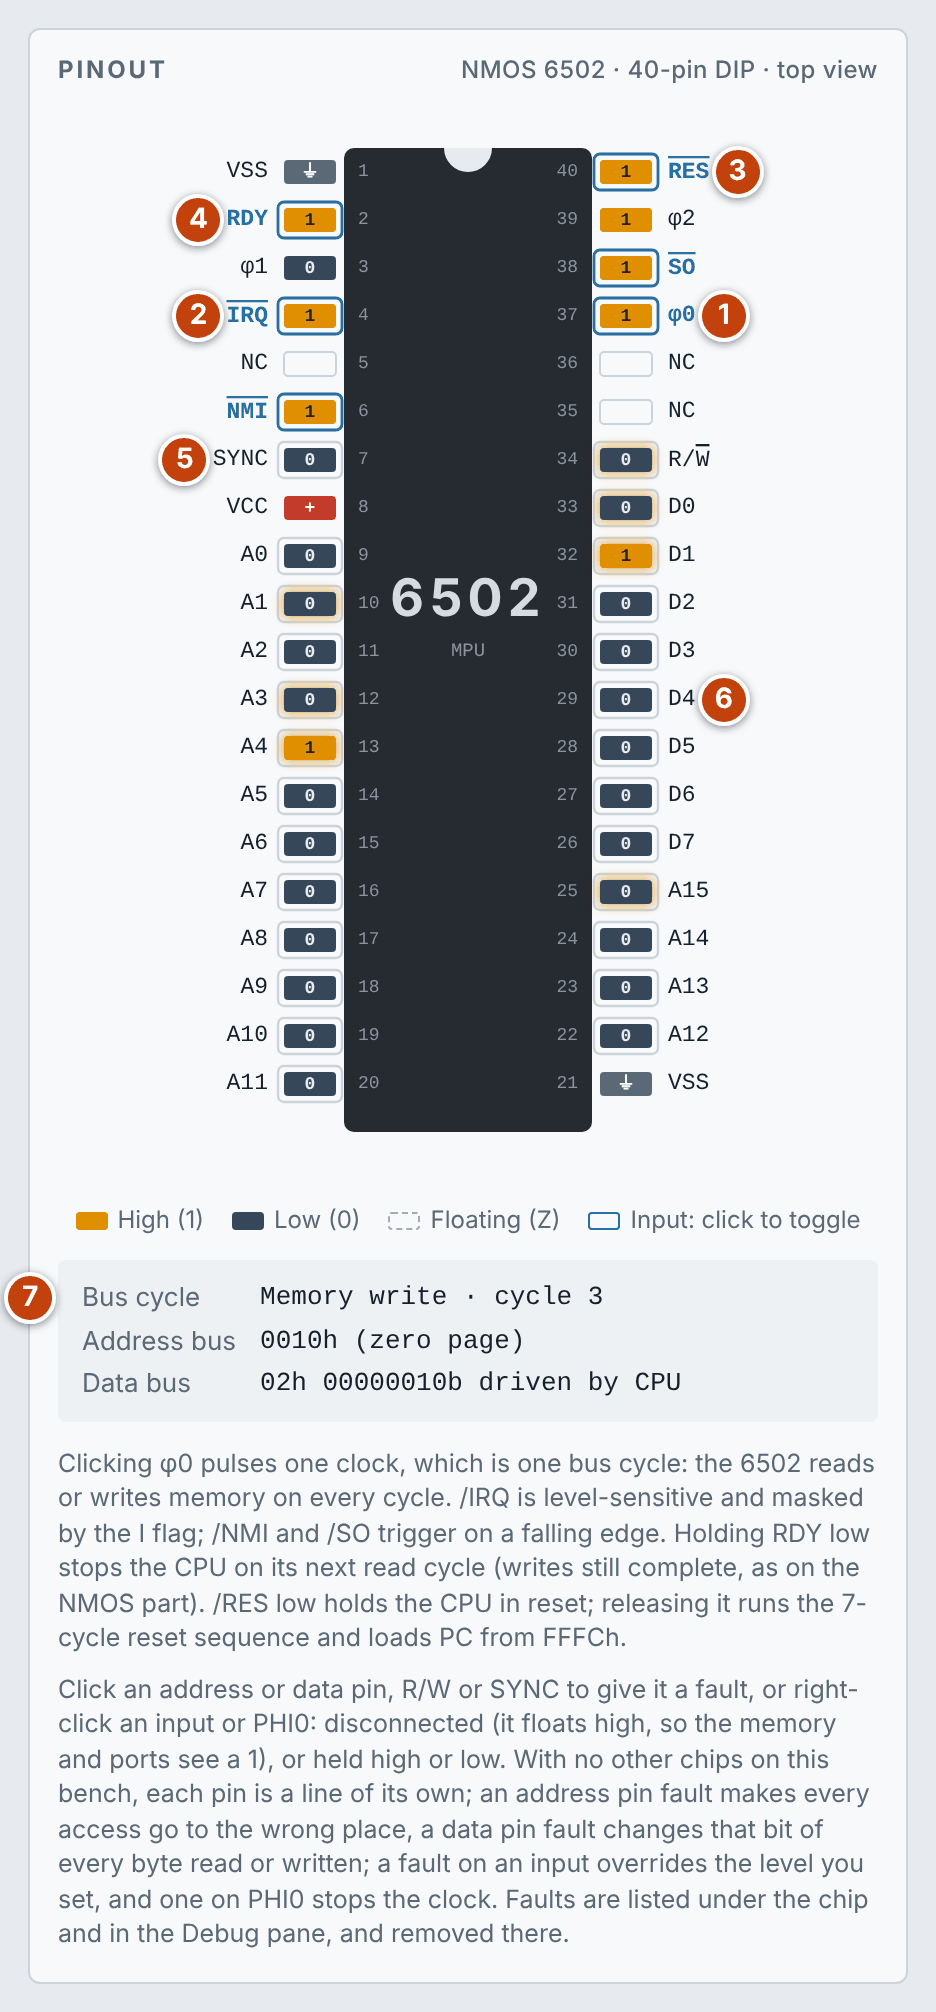 PINOUT NMOS 6502 · 40-pin DIP · top view
VSS 1 40 1 RES 3
4 RDY 1 2 39 1 φ2
φ1 0 3 38 1 SO
2 IRQ 1 4 37 1 φ0 1
NC 5 36 NC
NMI 1 6 35 NC
5 SYNC 0 7 34 0 R/W
VCC + 8 33 0 D0
A0 0 9 32 1 D1
A1 0 10 6502 31 0 D2
A2 0 11 MPU 30 0 D3
A3 0 12 29 0 D4 6
A4 1 13 28 0 D5
A5 0 14 27 0 D6
A6 0 15 26 0 D7
A7 0 16 25 0 A15
A8 0 17 24 0 A14
A9 0 18 23 0 A13
A10 0 19 22 0 A12
A11 0 20 21 VSS
High (1) Low (0) Floating (Z) Input: click to toggle
7 Bus cycle Memory write · cycle 3
Address bus 0010h (zero page)
Data bus 02h 00000010b driven by CPU
Clicking φ0 pulses one clock, which is one bus cycle: the 6502 reads
or writes memory on every cycle. /IRQ is level-sensitive and masked
by the I flag; /NMI and /SO trigger on a falling edge. Holding RDY low
stops the CPU on its next read cycle (writes still complete, as on the
NMOS part). /RES low holds the CPU in reset; releasing it runs the 7-
cycle reset sequence and loads PC from FFFCh.
Click an address or data pin, R/W or SYNC to give it a fault, or right-
click an input or PHI0: disconnected (it floats high, so the memory
and ports see a 1), or held high or low. With no other chips on this
bench, each pin is a line of its own; an address pin fault makes every
access go to the wrong place, a data pin fault changes that bit of
every byte read or written; a fault on an input overrides the level you
set, and one on PHI0 stops the clock. Faults are listed under the chip
and in the Debug pane, and removed there.